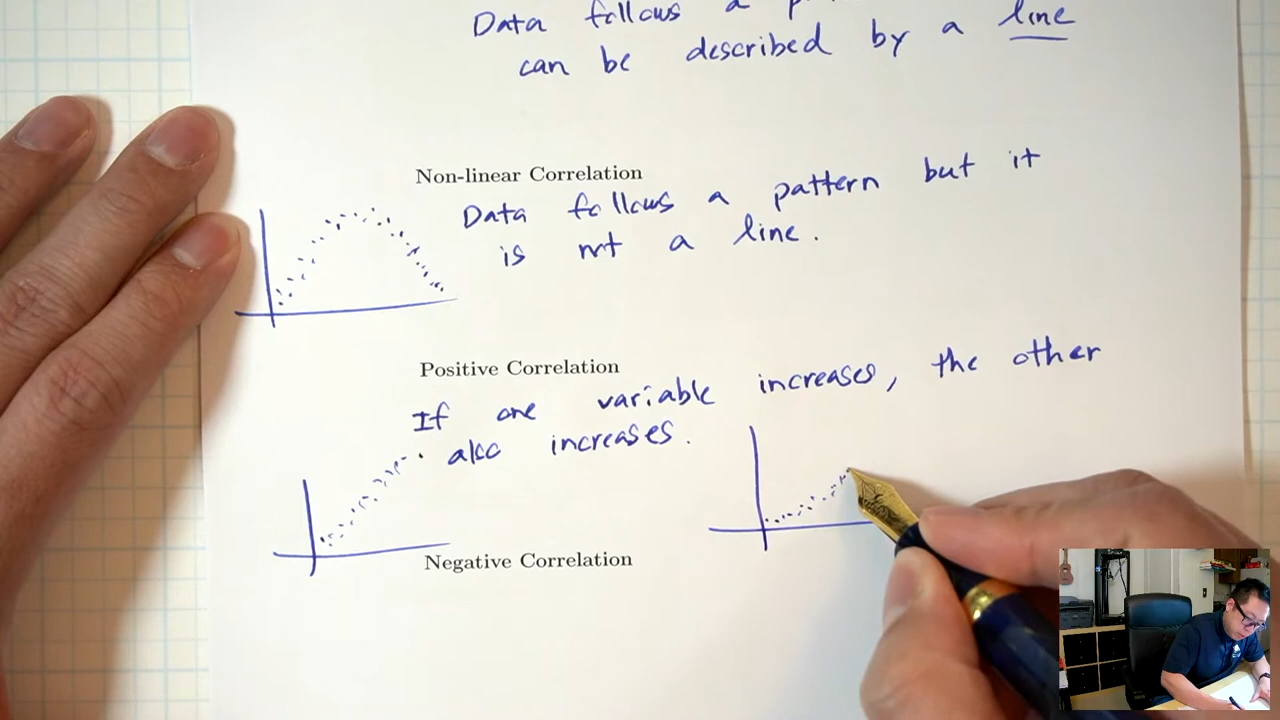 Data follows a
can be described by a line
Non-linear Correlation
Data follows a pattern but it
is not a line.
Positive Correlation
If one variable increases, the other
also increases.
Negative Correlation